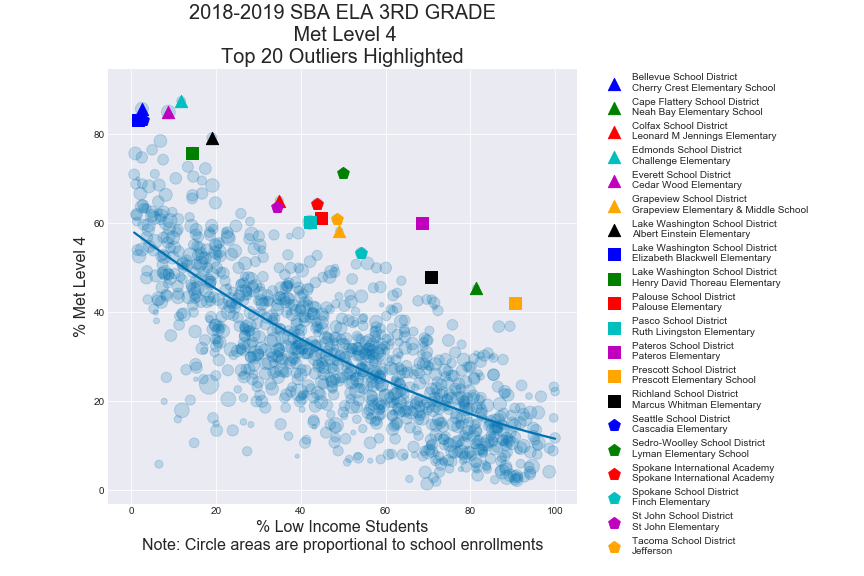 2018-2019 SBA ELA 3RD GRADE
Met Level 4
Top 20 Outliers Highlighted
% Met Level 4
80
60
40
20
0
0
20
40
60
80
100
% Low Income Students
Note: Circle areas are proportional to school enrollments
Bellevue School District
Cherry Crest Elementary School
Cape Flattery School District
Neah Bay Elementary School
Colfax School District
Leonard M Jennings Elementary
Edmonds School District
Challenge Elementary
Everett School District
Cedar Wood Elementary
Grapeview School District
Grapeview Elementary & Middle School
Lake Washington School District
Albert Einstein Elementary
Lake Washington School District
Elizabeth Blackwell Elementary
Lake Washington School District
Henry David Thoreau Elementary
Palouse School District
Palouse Elementary
Pasco School District
Ruth Livingston Elementary
Pateros School District
Pateros Elementary
Prescott School District
Prescott Elementary School
Richland School District
Marcus Whitman Elementary
Seattle School District
Cascadia Elementary
Sedro-Woolley School District
Lyman Elementary School
Spokane International Academy
Spokane International Academy
Spokane School District
Finch Elementary
St John School District
St John Elementary
Tacoma School District
Jefferson